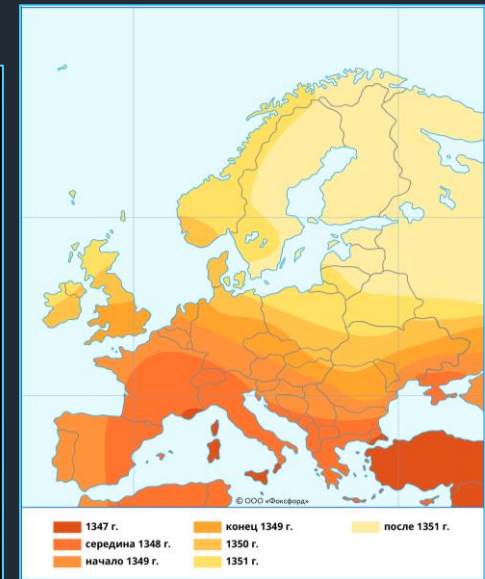 © ООО «Фоксфорд»
1347 г.
середина 1348 г.
начало 1349 г.
конец 1349 г.
1350 г.
1351 г.
после 1351 г.